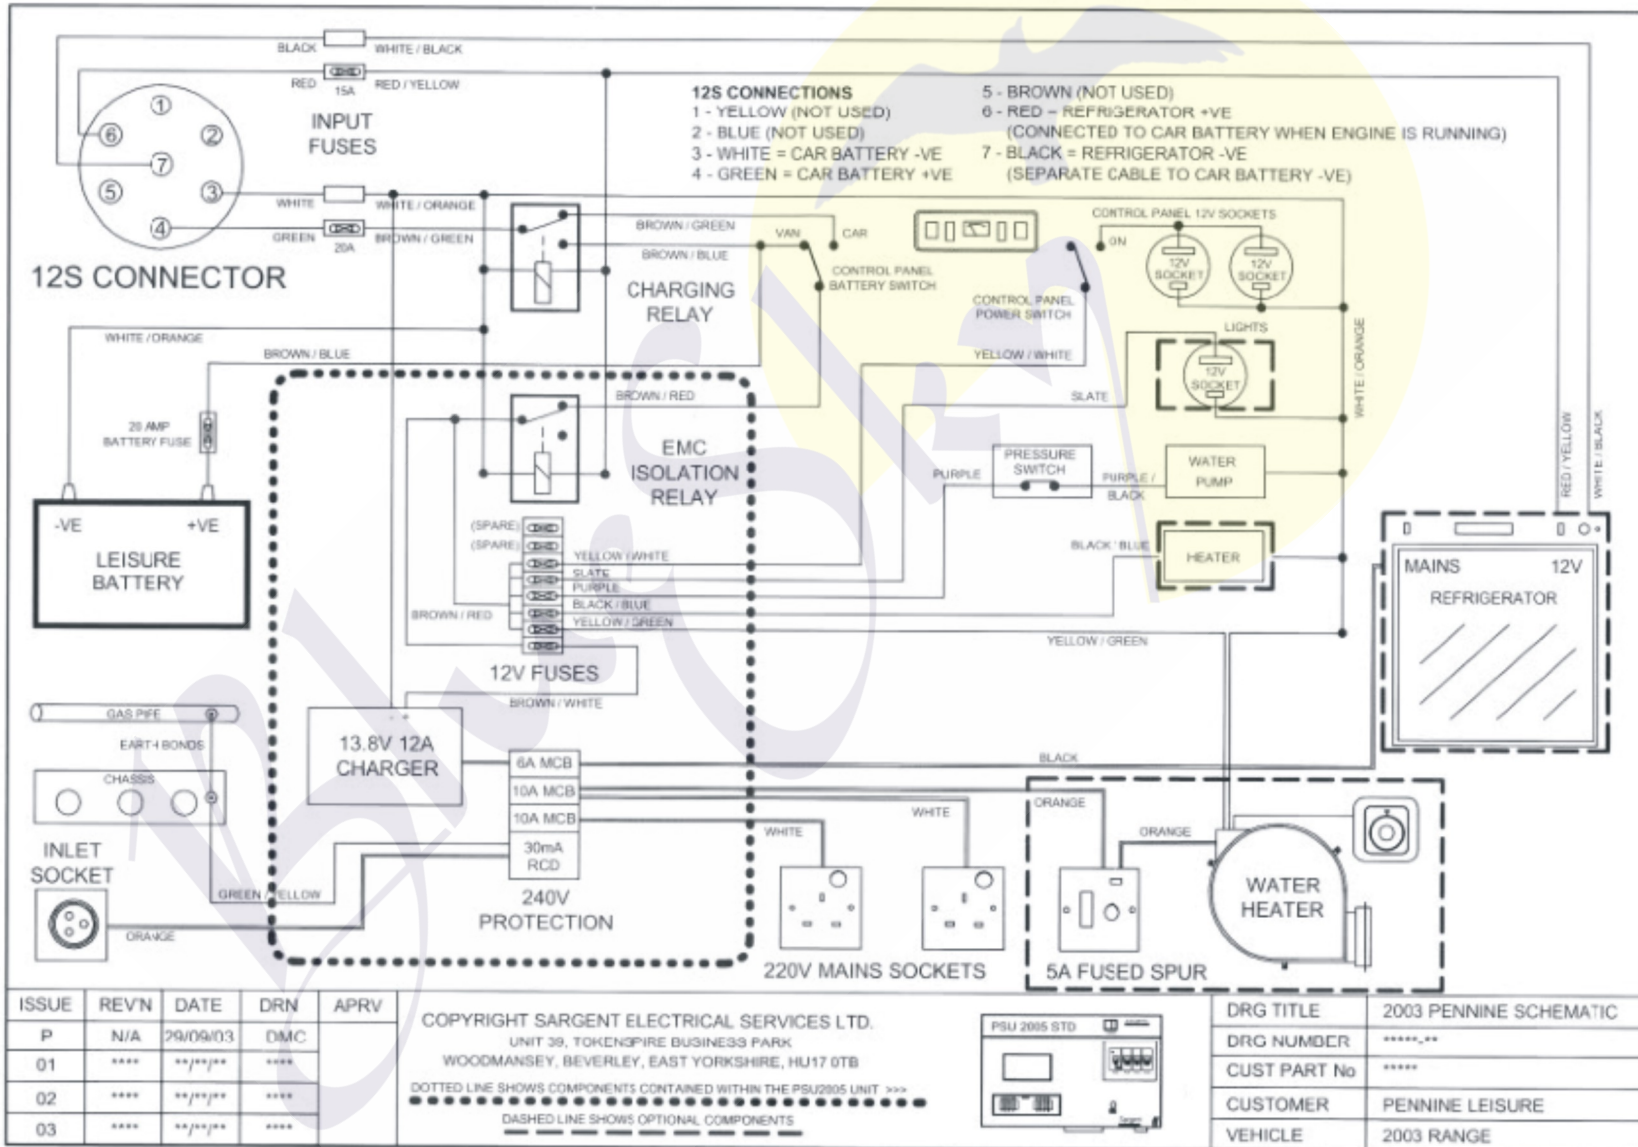 BLACK
WHITE / BLACK
RED
15A
RED / YELLOW
INPUT
FUSES
12S CONNECTIONS
1 - YELLOW (NOT USED)
2 - BLUE (NOT USED)
3 - WHITE = CAR BATTERY -VE
4 - GREEN = CAR BATTERY +VE
5 - BROWN (NOT USED)
6 - RED = REFRIGERATOR +VE
(CONNECTED TO CAR BATTERY WHEN ENGINE IS RUNNING)
7 - BLACK = REFRIGERATOR -VE
(SEPARATE CABLE TO CAR BATTERY -VE)
1
6
2
7
5
3
4
WHITE
WHITE / ORANGE
GREEN
20A
BROWN / GREEN
12S CONNECTOR
BROWN / GREEN
BROWN / BLUE
VAN
CAR
CONTROL PANEL
BATTERY SWITCH
CHARGING
RELAY
ON
CONTROL PANEL
POWER SWITCH
CONTROL PANEL 12V SOCKETS
12V
SOCKET
12V
SOCKET
LIGHTS
12V
SOCKET
WHITE / ORANGE
WHITE / ORANGE
BROWN / BLUE
YELLOW / WHITE
SLATE
BROWN / RED
20 AMP
BATTERY FUSE
EMC
ISOLATION
RELAY
PURPLE
PRESSURE
SWITCH
PURPLE /
BLACK
WATER
PUMP
RED / YELLOW
WHITE / BLACK
-VE
+VE
LEISURE
BATTERY
(SPARE)
(SPARE)
YELLOW / WHITE
SLATE
PURPLE
BLACK / BLUE
YELLOW / GREEN
BROWN / RED
12V FUSES
BROWN / WHITE
BLACK / BLUE
HEATER
YELLOW / GREEN
MAINS
12V
REFRIGERATOR
GAS PIPE
EARTH BONDS
CHASSIS
13.8V 12A
CHARGER
6A MCB
10A MCB
10A MCB
30mA
RCD
240V
PROTECTION
BLACK
WHITE
WHITE
ORANGE
ORANGE
INLET
SOCKET
GREEN / YELLOW
ORANGE
220V MAINS SOCKETS
5A FUSED SPUR
WATER
HEATER
Blue Sky
ISSUE REV'N DATE DRN APRV
P N/A 29/09/03 DMC
01 **** **/**/** ****
02 **** **/**/** ****
03 **** **/**/** ****
COPYRIGHT SARGENT ELECTRICAL SERVICES LTD.
UNIT 39, TOKENSPIRE BUSINESS PARK
WOODMANSEY, BEVERLEY, EAST YORKSHIRE, HU17 0TB
DOTTED LINE SHOWS COMPONENTS CONTAINED WITHIN THE PSU2005 UNIT >>>
DASHED LINE SHOWS OPTIONAL COMPONENTS
PSU 2005 STD
Sargent
DRG TITLE 2003 PENNINE SCHEMATIC
DRG NUMBER *****-**
CUST PART No *****
CUSTOMER PENNINE LEISURE
VEHICLE 2003 RANGE